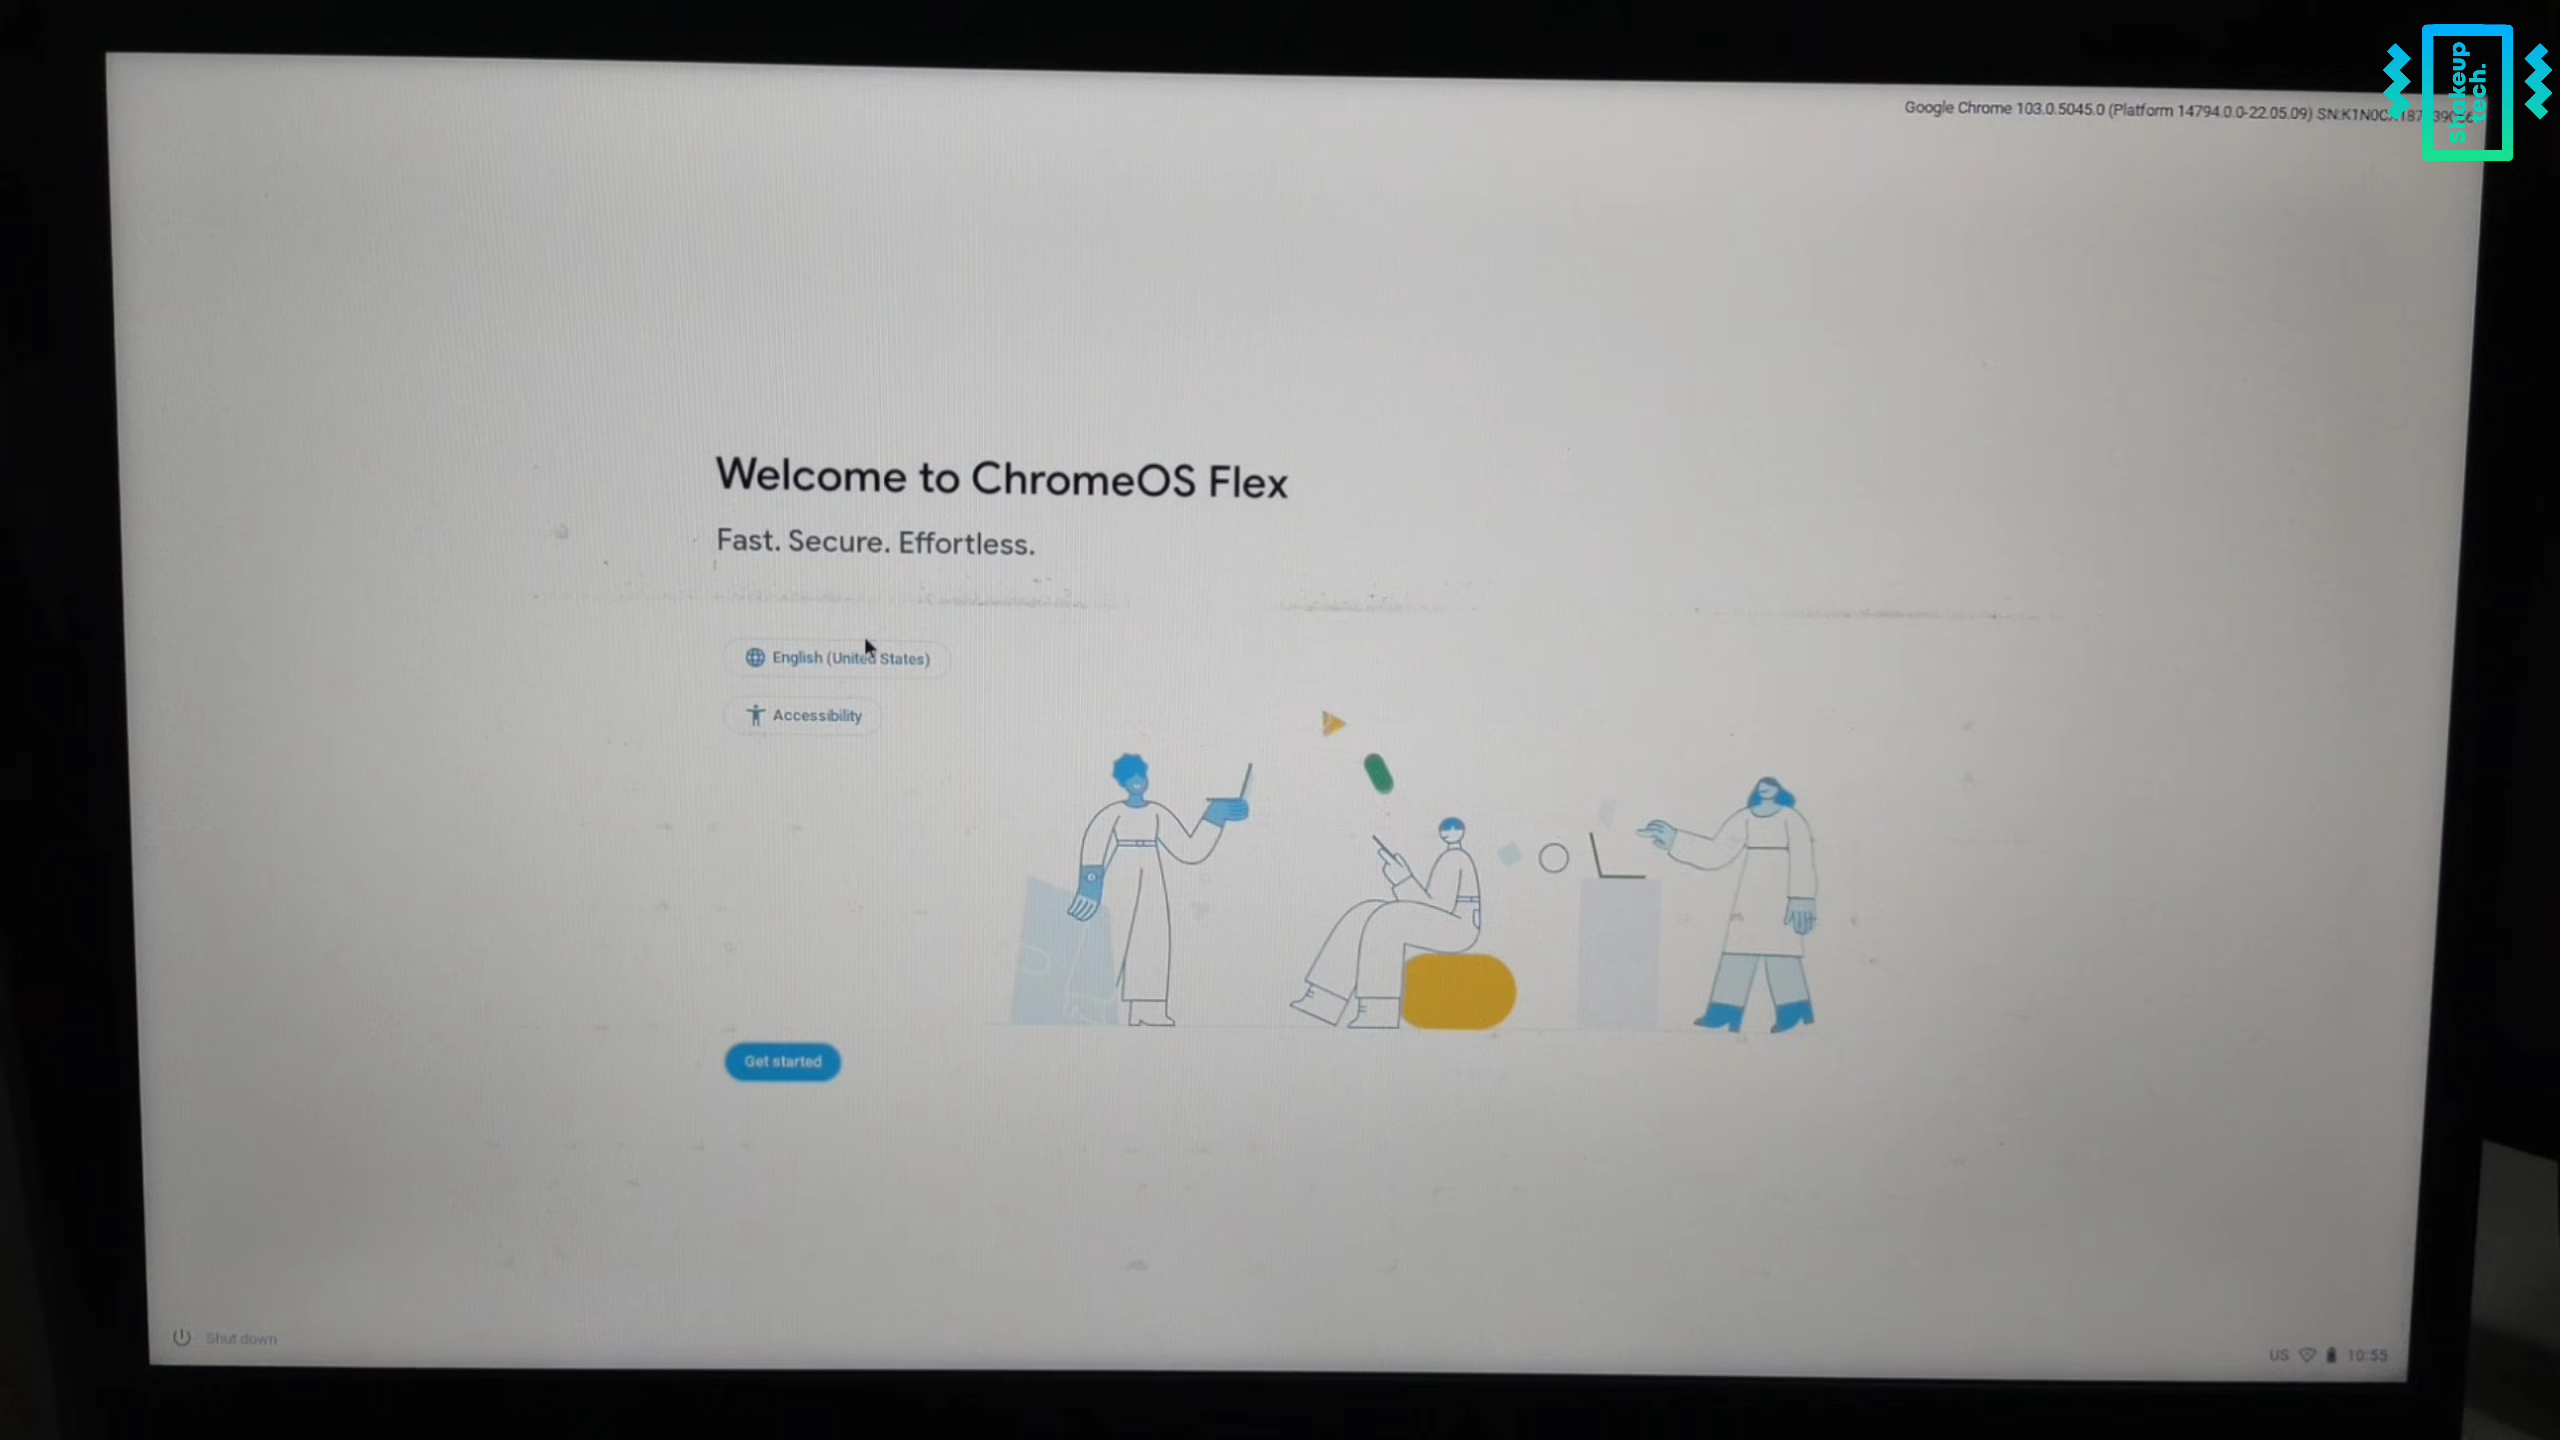 shakeup
tech.
Google Chrome 103.0.5045.0 (Platform 14794.0.0-22.05.09)
Welcome to ChromeOS Flex
Fast. Secure. Effortless.
English (United States)
Accessibility
Get started
Shut down
US 10:55